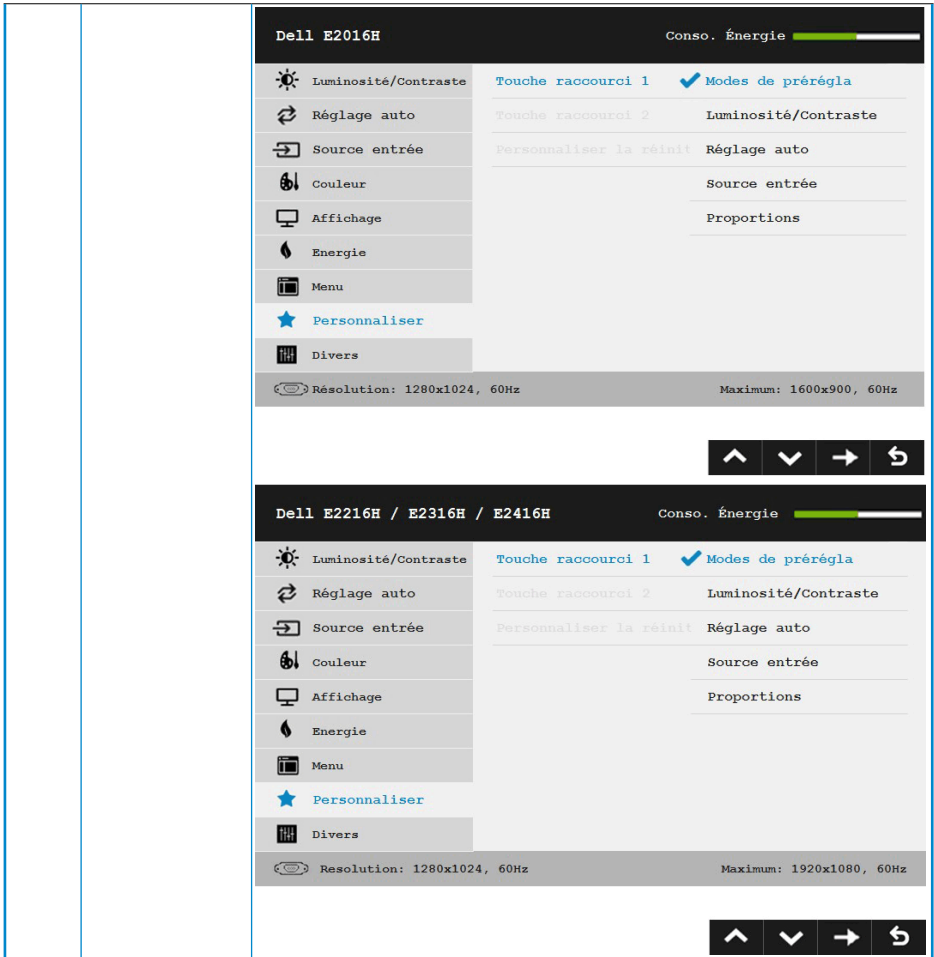 Dell E2016H Conso. Énergie
Luminosité/Contraste Touche raccourci 1 Modes de prérégla
Réglage auto Touche raccourci 2 Luminosité/Contraste
Source entrée Personnaliser la réinit Réglage auto
Couleur Source entrée
Affichage Proportions
Energie
Menu
Personnaliser
Divers
Résolution: 1280x1024, 60Hz Maximum: 1600x900, 60Hz
Dell E2216H / E2316H / E2416H Conso. Énergie
Luminosité/Contraste Touche raccourci 1 Modes de prérégla
Réglage auto Touche raccourci 2 Luminosité/Contraste
Source entrée Personnaliser la réinit Réglage auto
Couleur Source entrée
Affichage Proportions
Energie
Menu
Personnaliser
Divers
Resolution: 1280x1024, 60Hz Maximum: 1920x1080, 60Hz